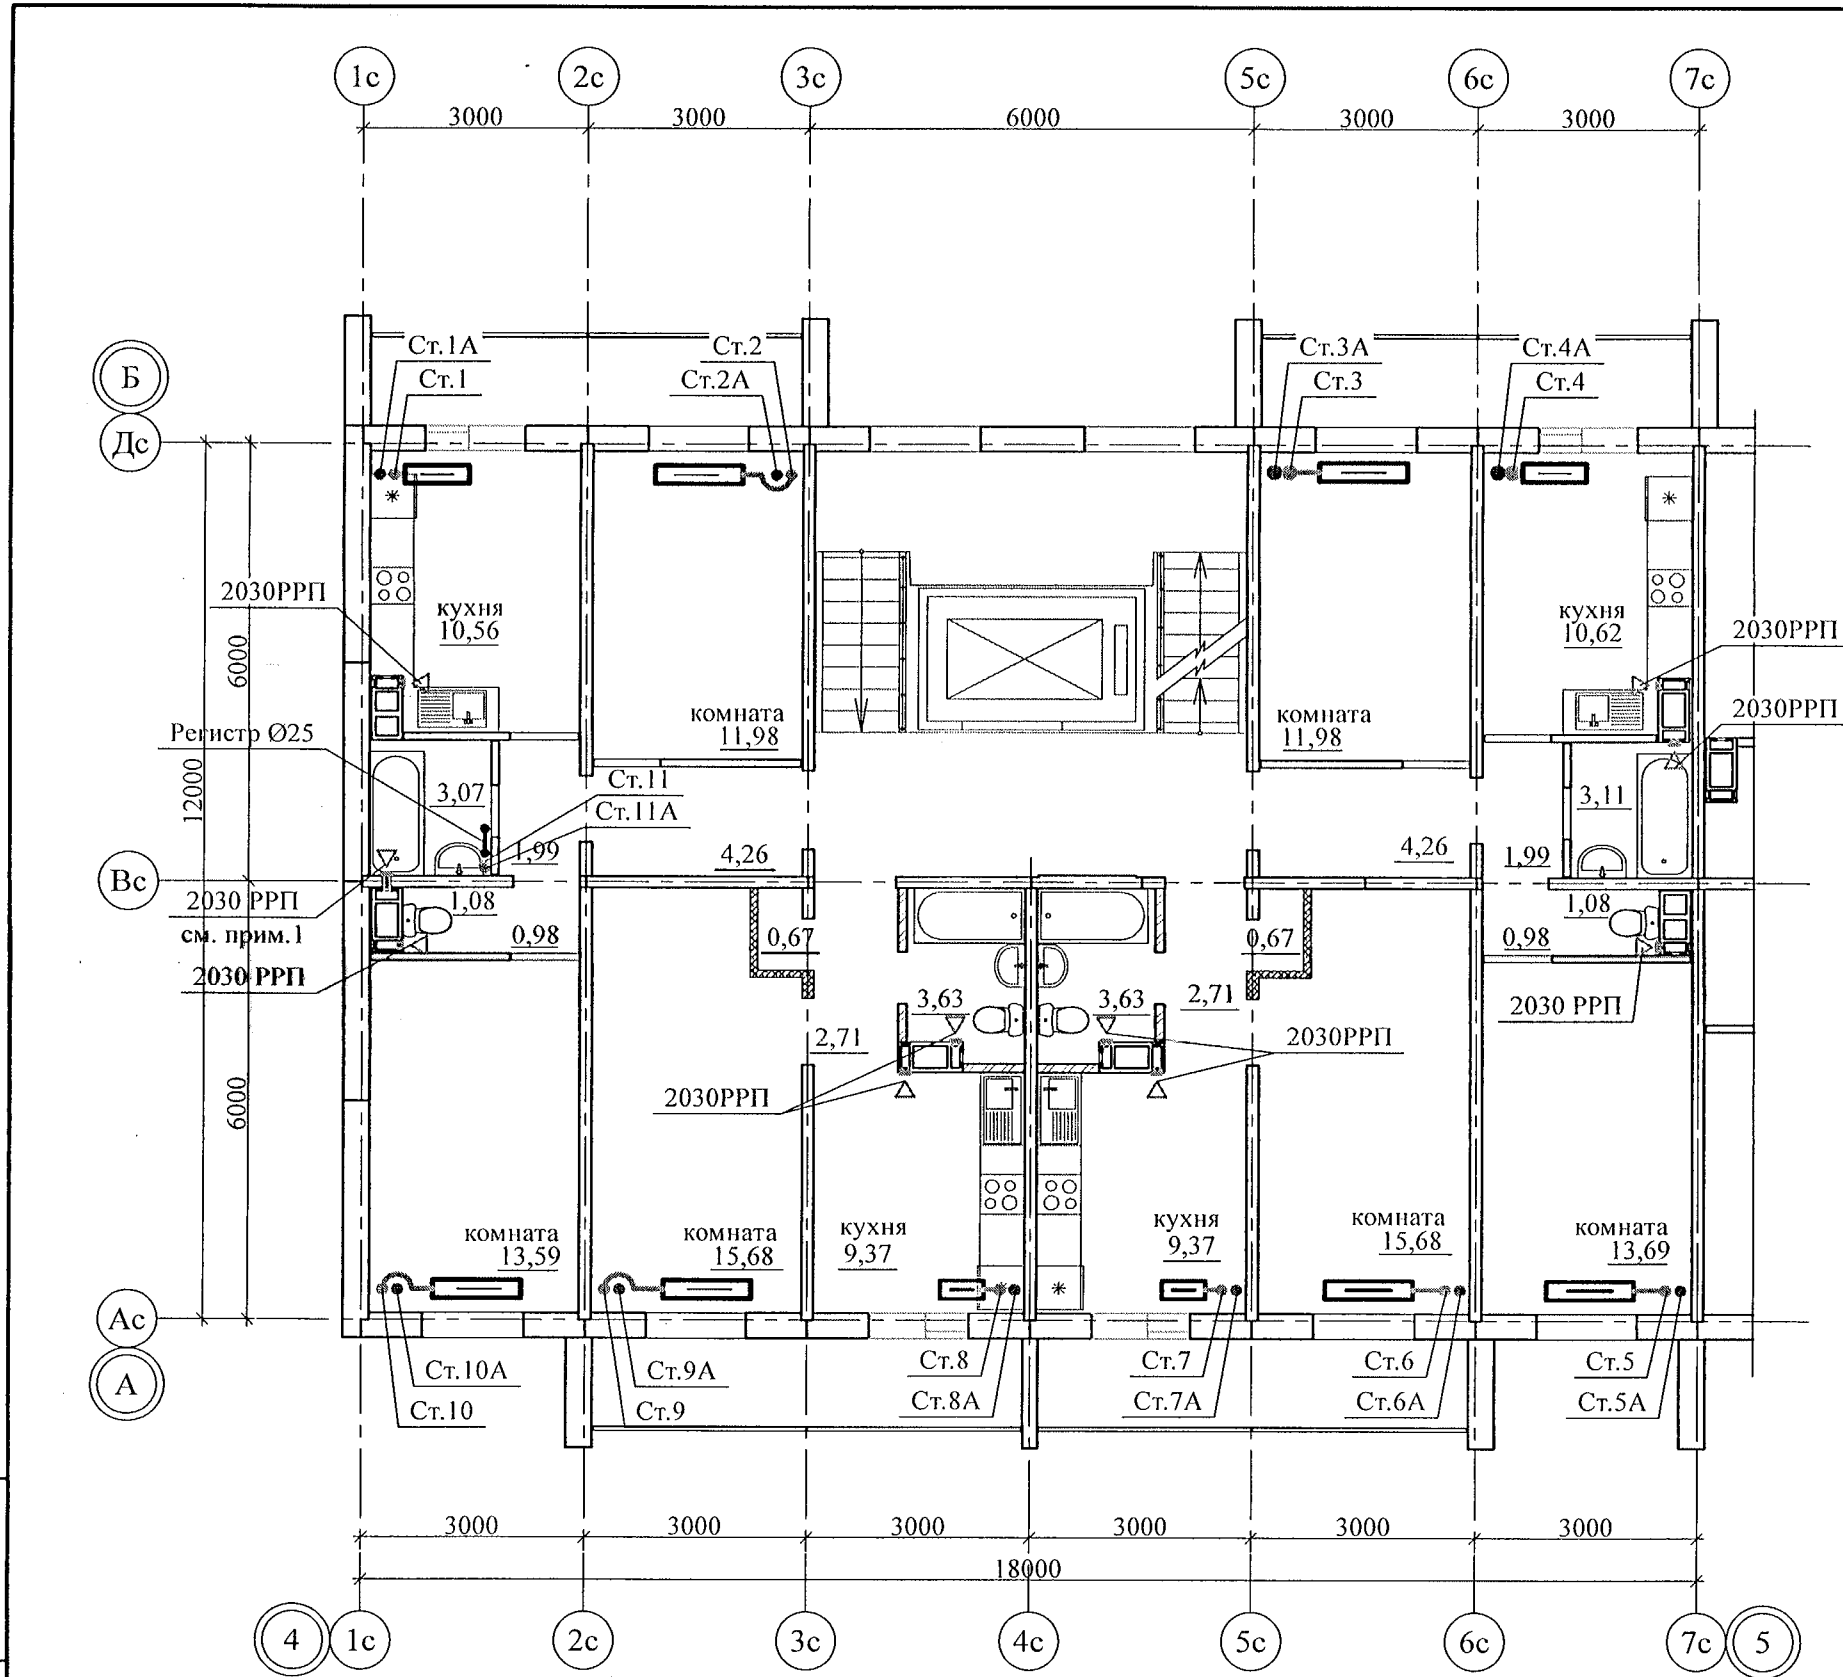 1с 2с 3с 5с 6с 7с
3000 3000 6000 3000 3000
Ст.1А Ст.2 Ст.3А Ст.4А
Ст.1 Ст.2А Ст.3 Ст.4
Б
Дс
2030РРП
кухня
10,56
кухня
10,62
2030РРП
6000
комната
11,98
комната
11,98
2030РРП
Регистр Ø25
12000
3,07
Ст.11
Ст.11А
3,11
1,99
4,26
4,26
1,99
Вс
2030 РРП
см. прим.1
1,08
1,08
0,98
0,67
0,67
0,98
2030 РРП
3,63
3,63
2,71
2030 РРП
2,71
2030РРП
2030РРП
6000
комната
13,59
комната
15,68
кухня
9,37
кухня
9,37
комната
15,68
комната
13,69
Ас
А
Ст.10А Ст.9А Ст.8 Ст.7 Ст.6 Ст.5
Ст.10 Ст.9 Ст.8А Ст.7А Ст.6А Ст.5А
3000 3000 3000 3000 3000 3000
18000
4 1с 2с 3с 4с 5с 6с 7с 5